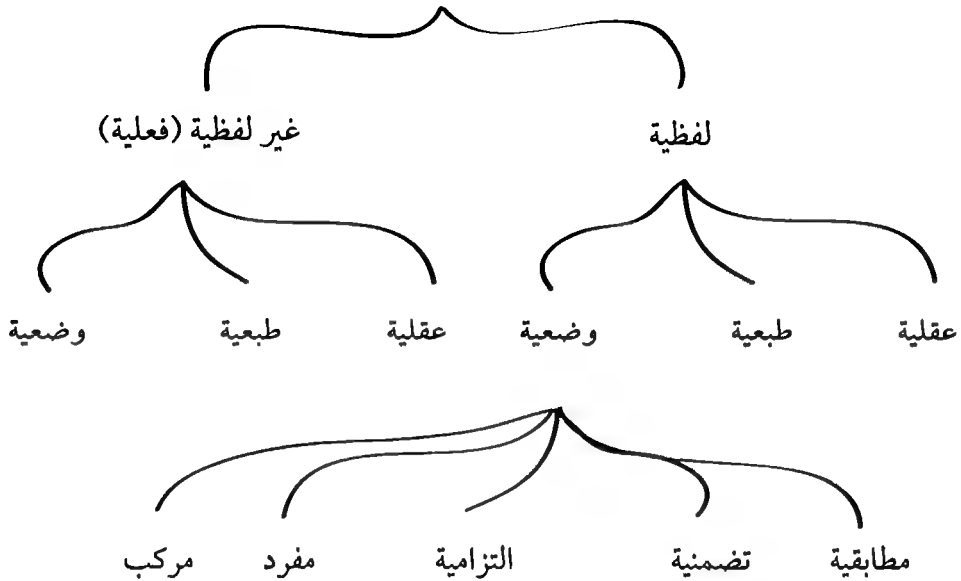 لفظية غير لفظية (فعلية)
عقلية طبعية وضعية عقلية طبعية وضعية
مطابقية تضمنية التزامية مفرد مركب